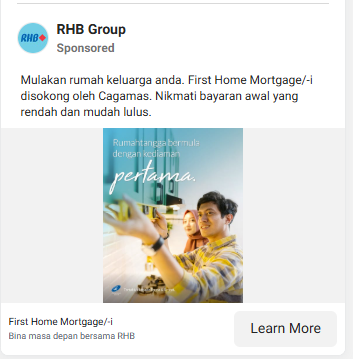 RHB Group
RHB
Sponsored
Mulakan rumah keluarga anda. First Home Mortgage/-i
disokong oleh Cagamas. Nikmati bayaran awal yang
rendah dan mudah lulus.
Rumahtangga bermula
dengan kediaman
pertama.
First Home Mortgage/-i
Bina masa depan bersama RHB
Learn More